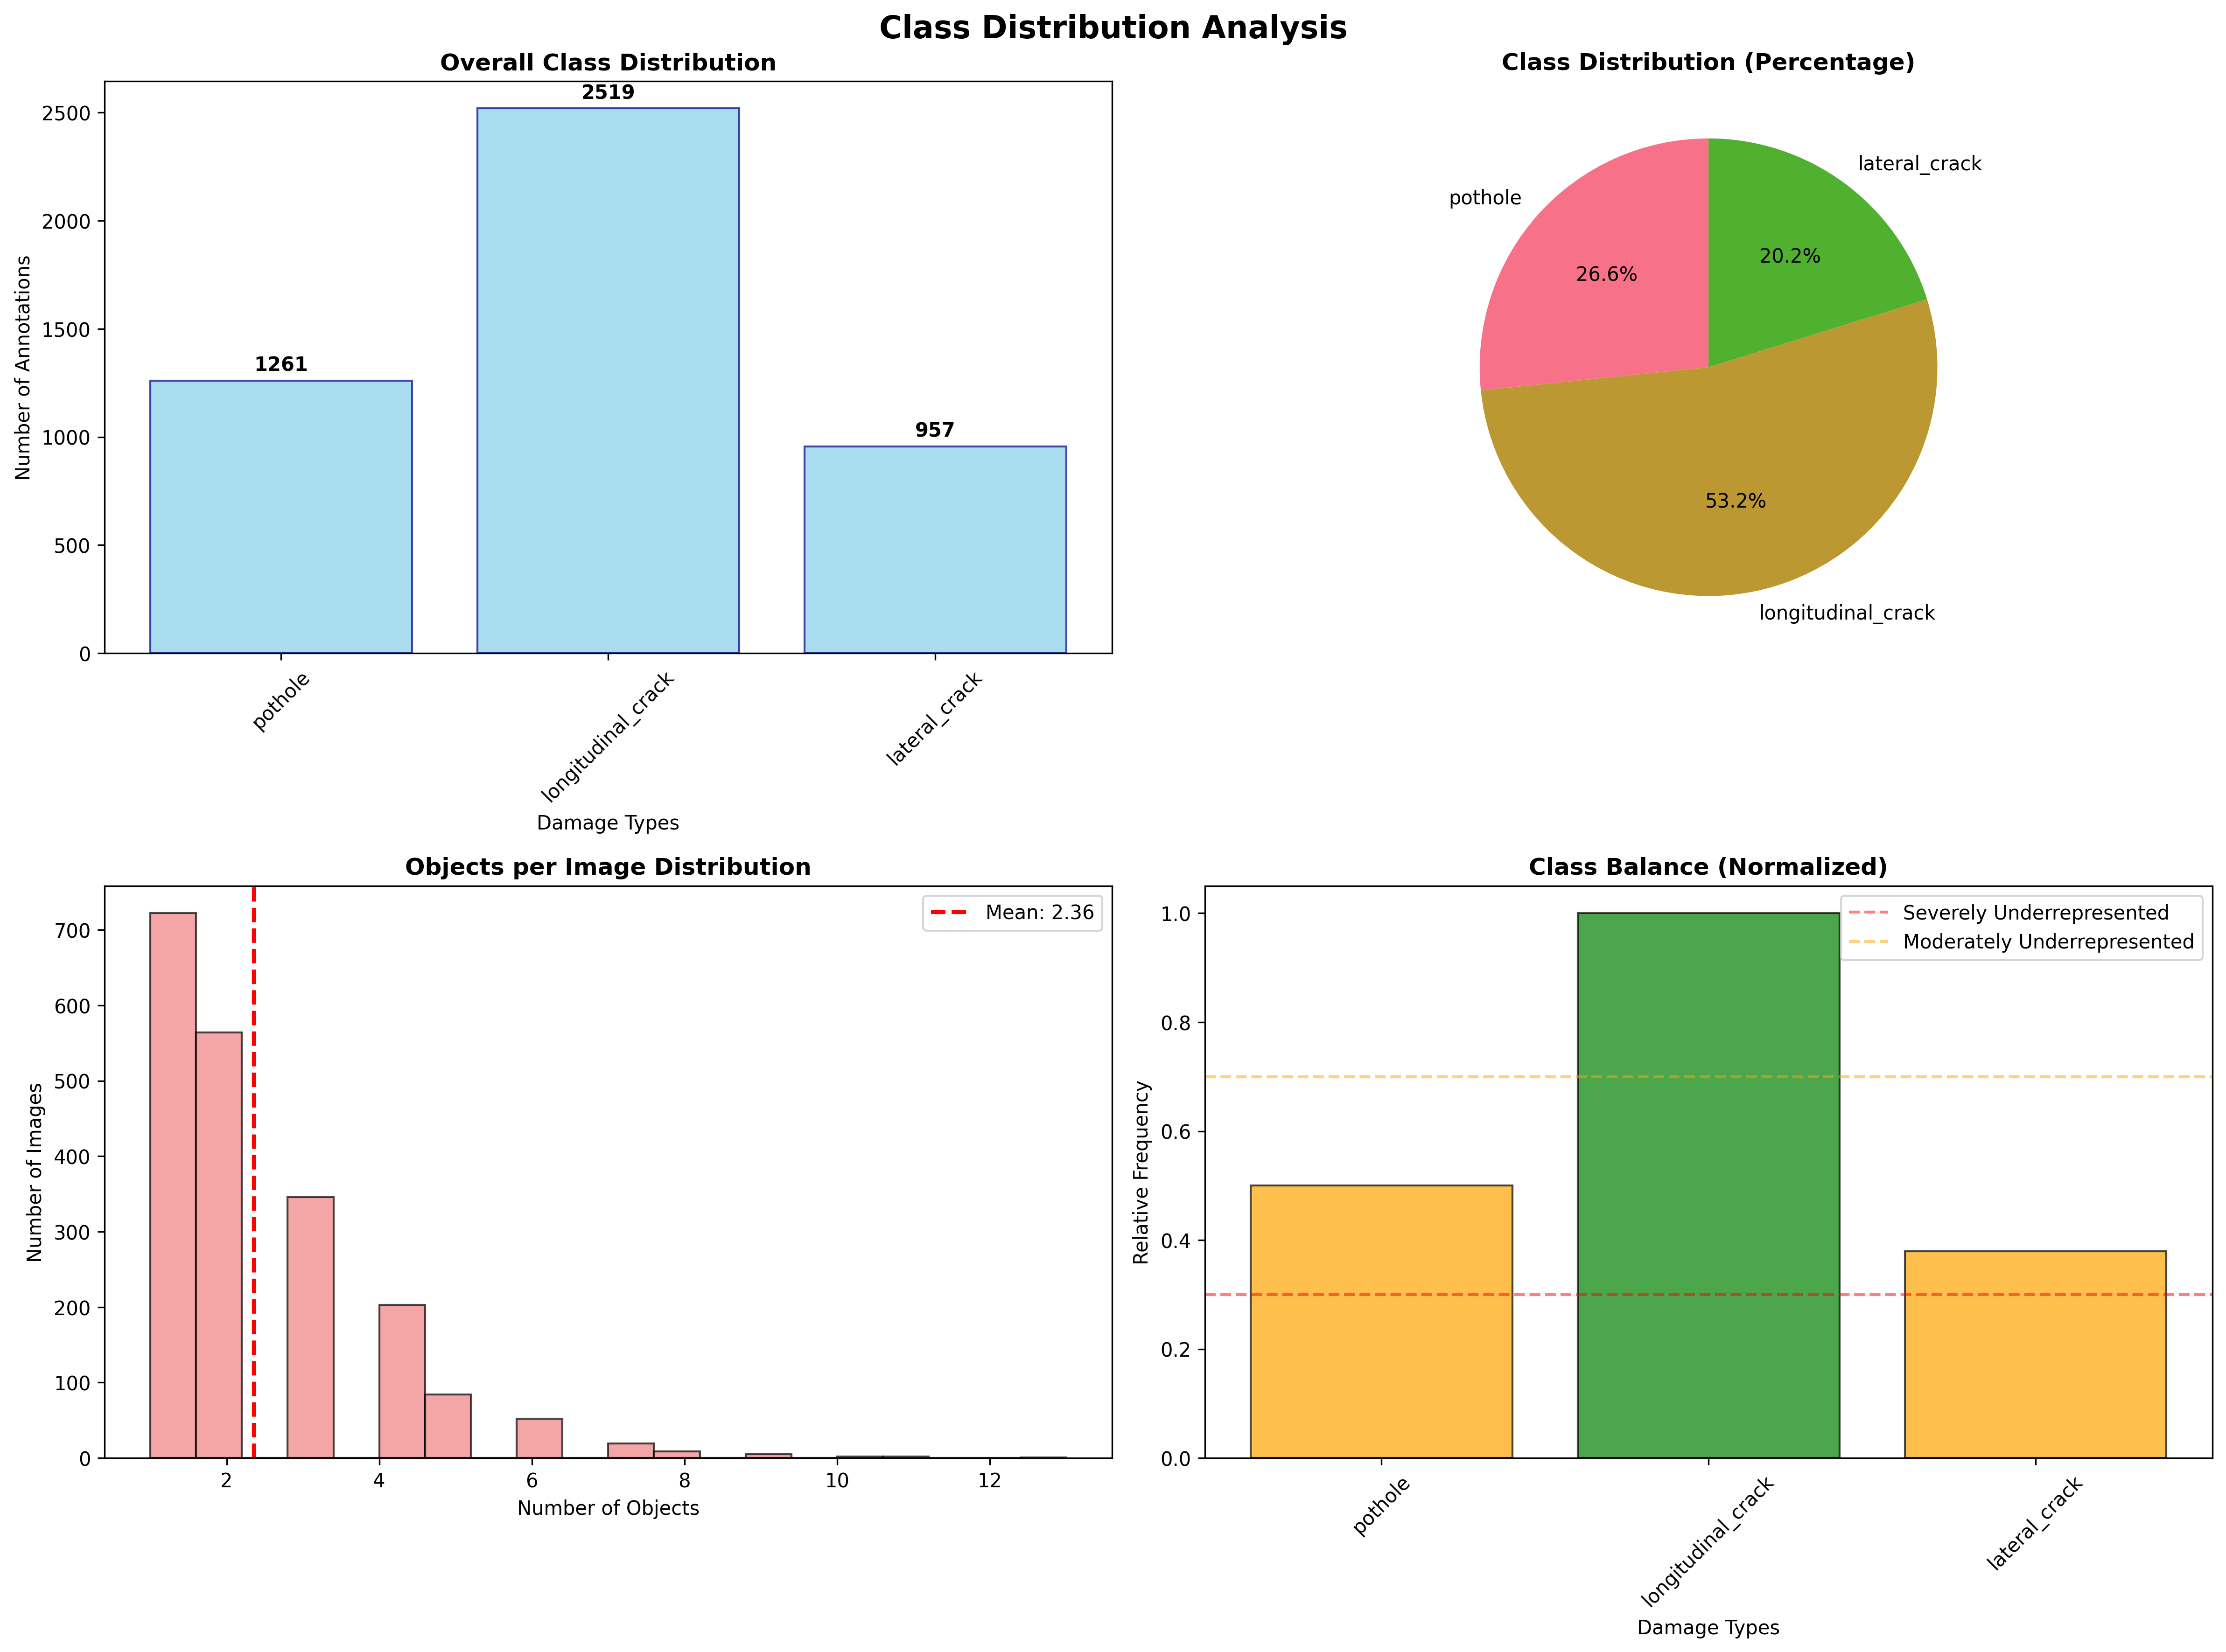 Class Distribution Analysis
Overall Class Distribution
Number of Annotations
2500
2000
1500
1000
500
0
1261
2519
957
pothole
longitudinal_crack
lateral_crack
Damage Types
Class Distribution (Percentage)
pothole
lateral_crack
longitudinal_crack
26.6%
20.2%
53.2%
Objects per Image Distribution
Number of Images
700
600
500
400
300
200
100
0
Mean: 2.36
2
4
6
8
10
12
Number of Objects
Class Balance (Normalized)
Relative Frequency
1.0
0.8
0.6
0.4
0.2
0.0
Severely Underrepresented
Moderately Underrepresented
pothole
longitudinal_crack
lateral_crack
Damage Types